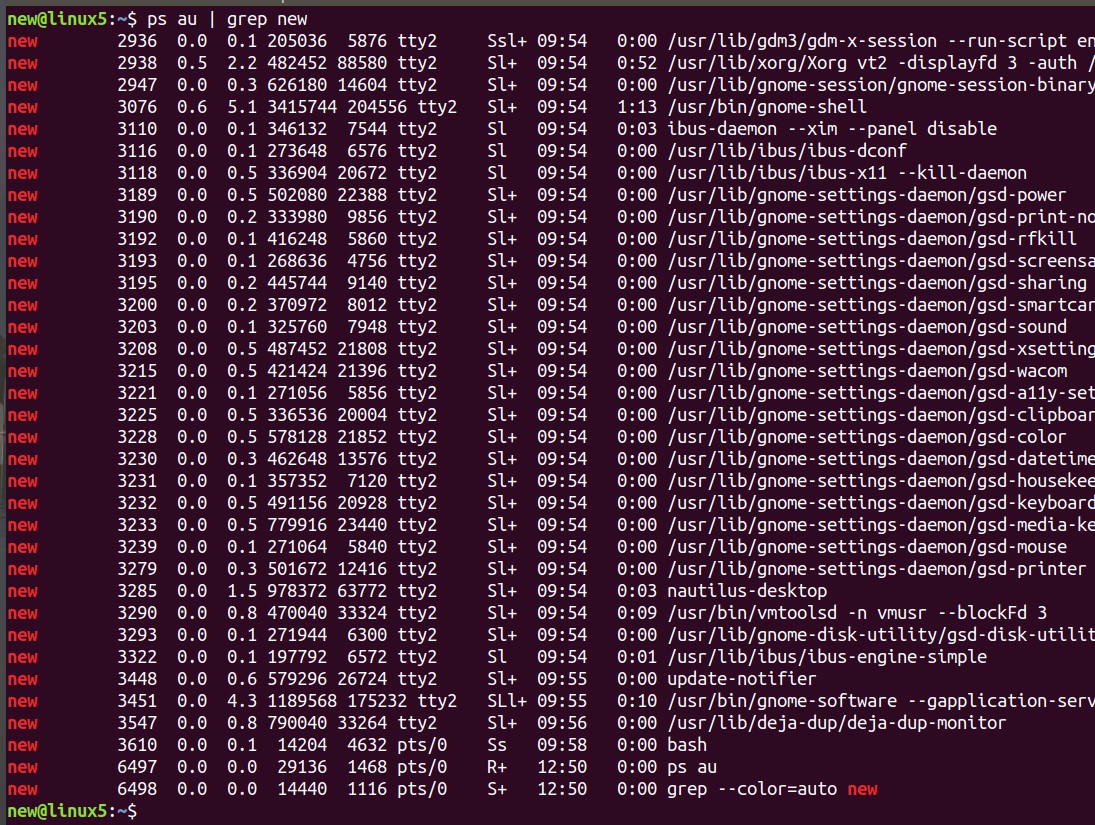 new@linux5:~$ ps au | grep new
new 2936 0.0 0.1 205036 5876 tty2 Ssl+ 09:54 0:00 /usr/lib/gdm3/gdm-x-session --run-script en
new 2938 0.5 2.2 482452 88580 tty2 Sl+ 09:54 0:52 /usr/lib/xorg/Xorg vt2 -displayfd 3 -auth /
new 2947 0.0 0.3 626180 14604 tty2 Sl+ 09:54 0:00 /usr/lib/gnome-session/gnome-session-binary
new 3076 0.6 5.1 3415744 204556 tty2 Sl+ 09:54 1:13 /usr/bin/gnome-shell
new 3110 0.0 0.1 346132 7544 tty2 Sl 09:54 0:03 ibus-daemon --xim --panel disable
new 3116 0.0 0.1 273648 6576 tty2 Sl 09:54 0:00 /usr/lib/ibus/ibus-dconf
new 3118 0.0 0.5 336904 20672 tty2 Sl 09:54 0:00 /usr/lib/ibus/ibus-x11 --kill-daemon
new 3189 0.0 0.5 502080 22388 tty2 Sl+ 09:54 0:00 /usr/lib/gnome-settings-daemon/gsd-power
new 3190 0.0 0.2 333980 9856 tty2 Sl+ 09:54 0:00 /usr/lib/gnome-settings-daemon/gsd-print-no
new 3192 0.0 0.1 416248 5860 tty2 Sl+ 09:54 0:00 /usr/lib/gnome-settings-daemon/gsd-rfkill
new 3193 0.0 0.1 268636 4756 tty2 Sl+ 09:54 0:00 /usr/lib/gnome-settings-daemon/gsd-screensa
new 3195 0.0 0.2 445744 9140 tty2 Sl+ 09:54 0:00 /usr/lib/gnome-settings-daemon/gsd-sharing
new 3200 0.0 0.2 370972 8012 tty2 Sl+ 09:54 0:00 /usr/lib/gnome-settings-daemon/gsd-smartcar
new 3203 0.0 0.1 325760 7948 tty2 Sl+ 09:54 0:00 /usr/lib/gnome-settings-daemon/gsd-sound
new 3208 0.0 0.5 487452 21808 tty2 Sl+ 09:54 0:00 /usr/lib/gnome-settings-daemon/gsd-xsetting
new 3215 0.0 0.5 421424 21396 tty2 Sl+ 09:54 0:00 /usr/lib/gnome-settings-daemon/gsd-wacom
new 3221 0.0 0.1 271056 5856 tty2 Sl+ 09:54 0:00 /usr/lib/gnome-settings-daemon/gsd-a11y-set
new 3225 0.0 0.5 336536 20004 tty2 Sl+ 09:54 0:00 /usr/lib/gnome-settings-daemon/gsd-clipboar
new 3228 0.0 0.5 578128 21852 tty2 Sl+ 09:54 0:00 /usr/lib/gnome-settings-daemon/gsd-color
new 3230 0.0 0.3 462648 13576 tty2 Sl+ 09:54 0:00 /usr/lib/gnome-settings-daemon/gsd-datetime
new 3231 0.0 0.1 357352 7120 tty2 Sl+ 09:54 0:00 /usr/lib/gnome-settings-daemon/gsd-housekee
new 3232 0.0 0.5 491156 20928 tty2 Sl+ 09:54 0:00 /usr/lib/gnome-settings-daemon/gsd-keyboard
new 3233 0.0 0.5 779916 23440 tty2 Sl+ 09:54 0:00 /usr/lib/gnome-settings-daemon/gsd-media-ke
new 3239 0.0 0.1 271064 5840 tty2 Sl+ 09:54 0:00 /usr/lib/gnome-settings-daemon/gsd-mouse
new 3279 0.0 0.3 501672 12416 tty2 Sl+ 09:54 0:00 /usr/lib/gnome-settings-daemon/gsd-printer
new 3285 0.0 1.5 978372 63772 tty2 Sl+ 09:54 0:03 nautilus-desktop
new 3290 0.0 0.8 470040 33324 tty2 Sl+ 09:54 0:09 /usr/bin/vmtoolsd -n vmusr --blockFd 3
new 3293 0.0 0.1 271944 6300 tty2 Sl+ 09:54 0:00 /usr/lib/gnome-disk-utility/gsd-disk-utilit
new 3322 0.0 0.1 197792 6572 tty2 Sl 09:54 0:01 /usr/lib/ibus/ibus-engine-simple
new 3448 0.0 0.6 579296 26724 tty2 Sl+ 09:55 0:00 update-notifier
new 3451 0.0 4.3 1189568 175232 tty2 SLl+ 09:55 0:10 /usr/bin/gnome-software --gapplication-serv
new 3547 0.0 0.8 790040 33264 tty2 Sl+ 09:56 0:00 /usr/lib/deja-dup/deja-dup-monitor
new 3610 0.0 0.1 14204 4632 pts/0 Ss 09:58 0:00 bash
new 6497 0.0 0.0 29136 1468 pts/0 R+ 12:50 0:00 ps au
new 6498 0.0 0.0 14440 1116 pts/0 S+ 12:50 0:00 grep --color=auto new
new@linux5:~$